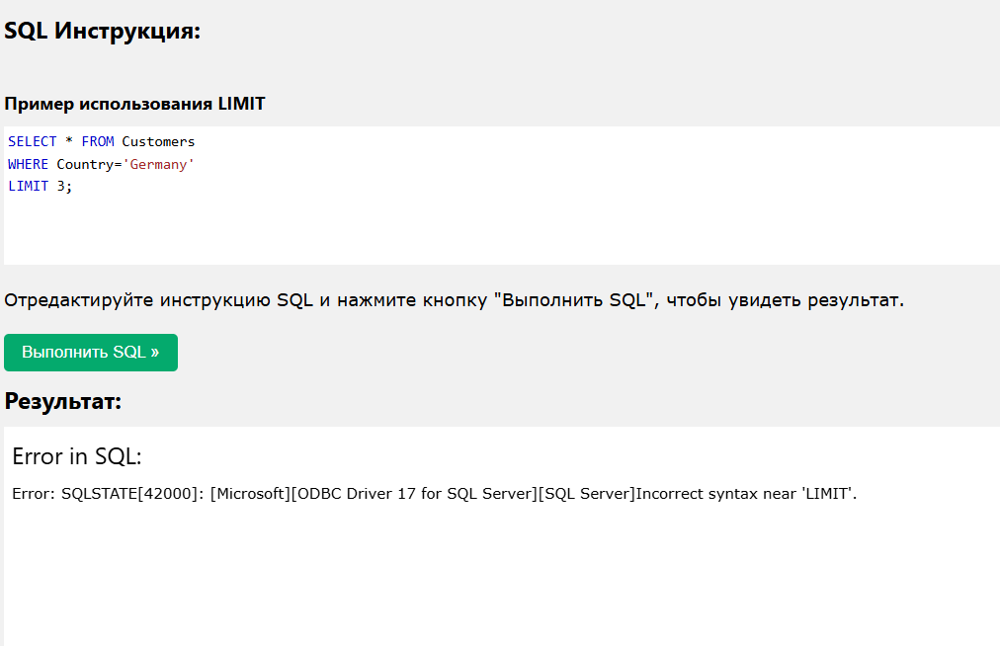 SQL Инструкция:
Пример использования LIMIT
SELECT * FROM Customers
WHERE Country='Germany'
LIMIT 3;
Отредактируйте инструкцию SQL и нажмите кнопку "Выполнить SQL", чтобы увидеть результат.
Выполнить SQL »
Результат:
Error in SQL:
Error: SQLSTATE[42000]: [Microsoft][ODBC Driver 17 for SQL Server][SQL Server]Incorrect syntax near 'LIMIT'.